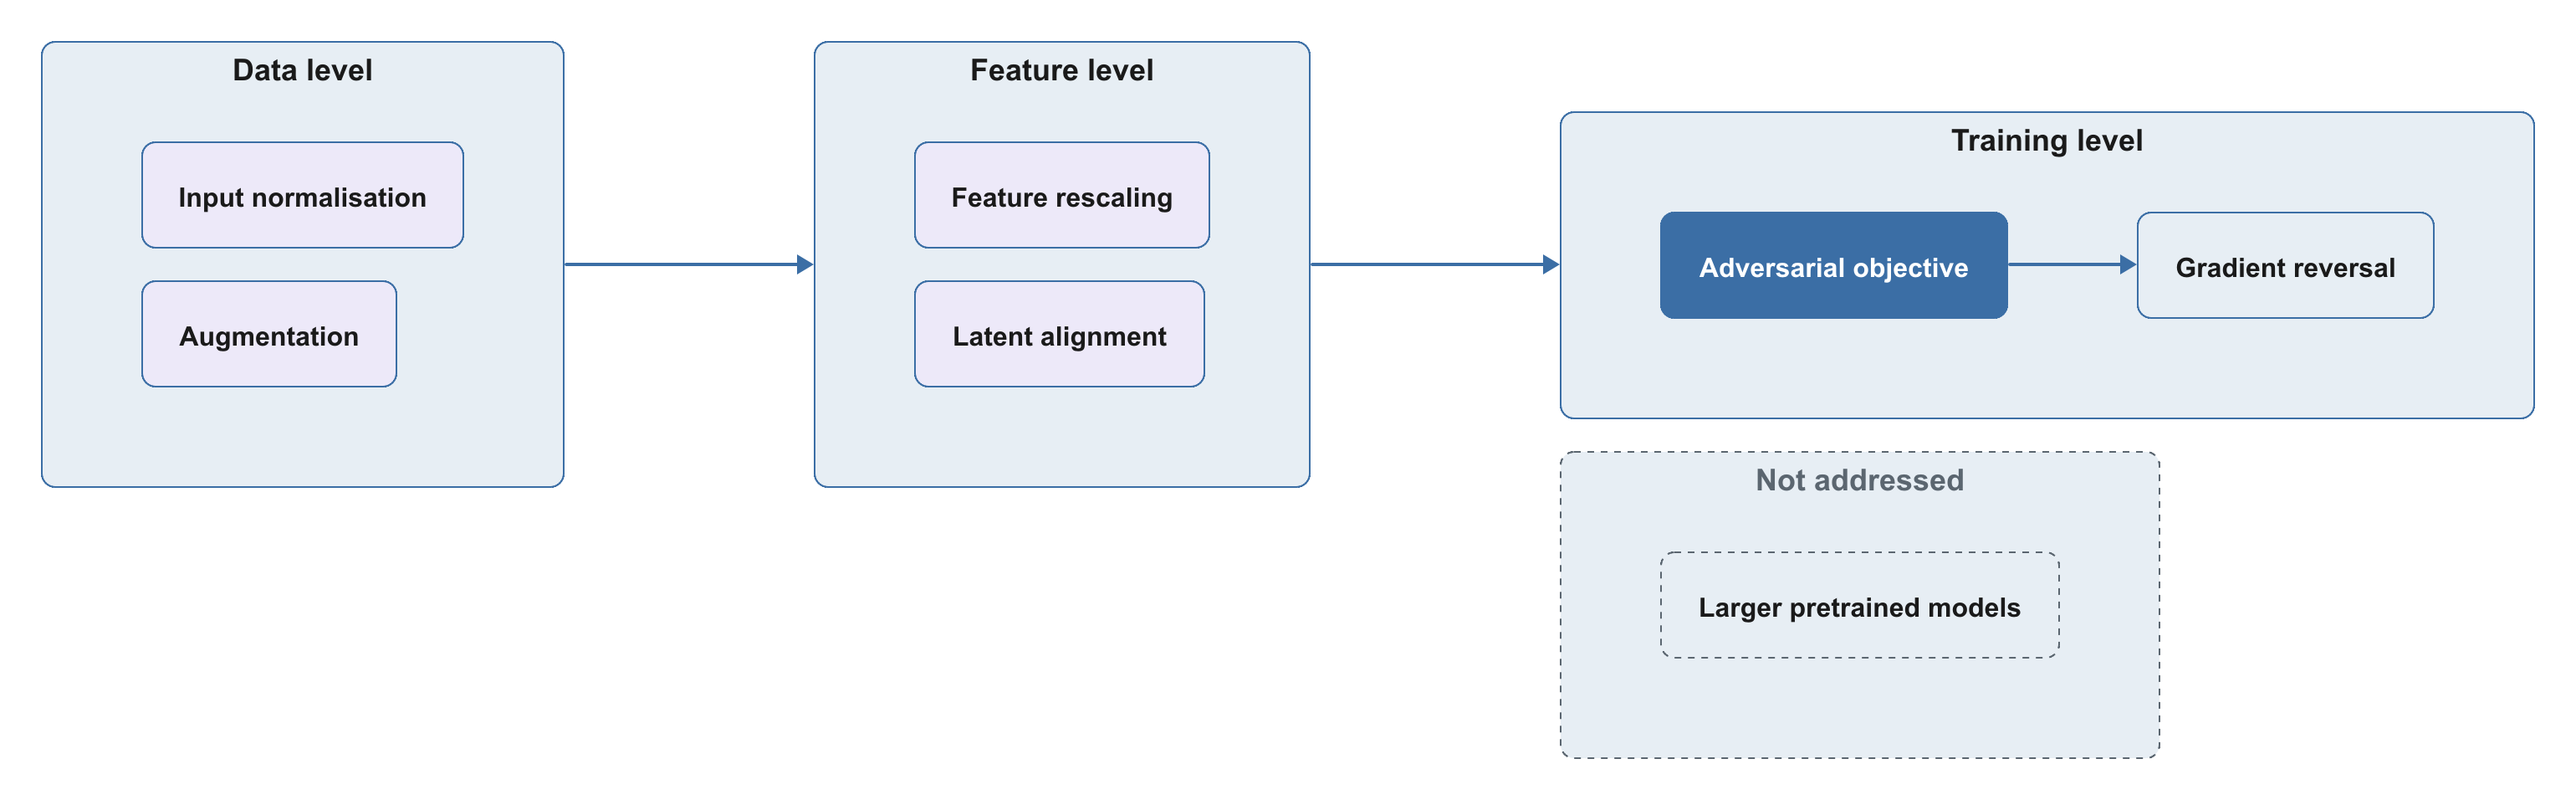 Data level
Input normalisation
Augmentation
Feature level
Feature rescaling
Latent alignment
Training level
Adversarial objective
Gradient reversal
Not addressed
Larger pretrained models